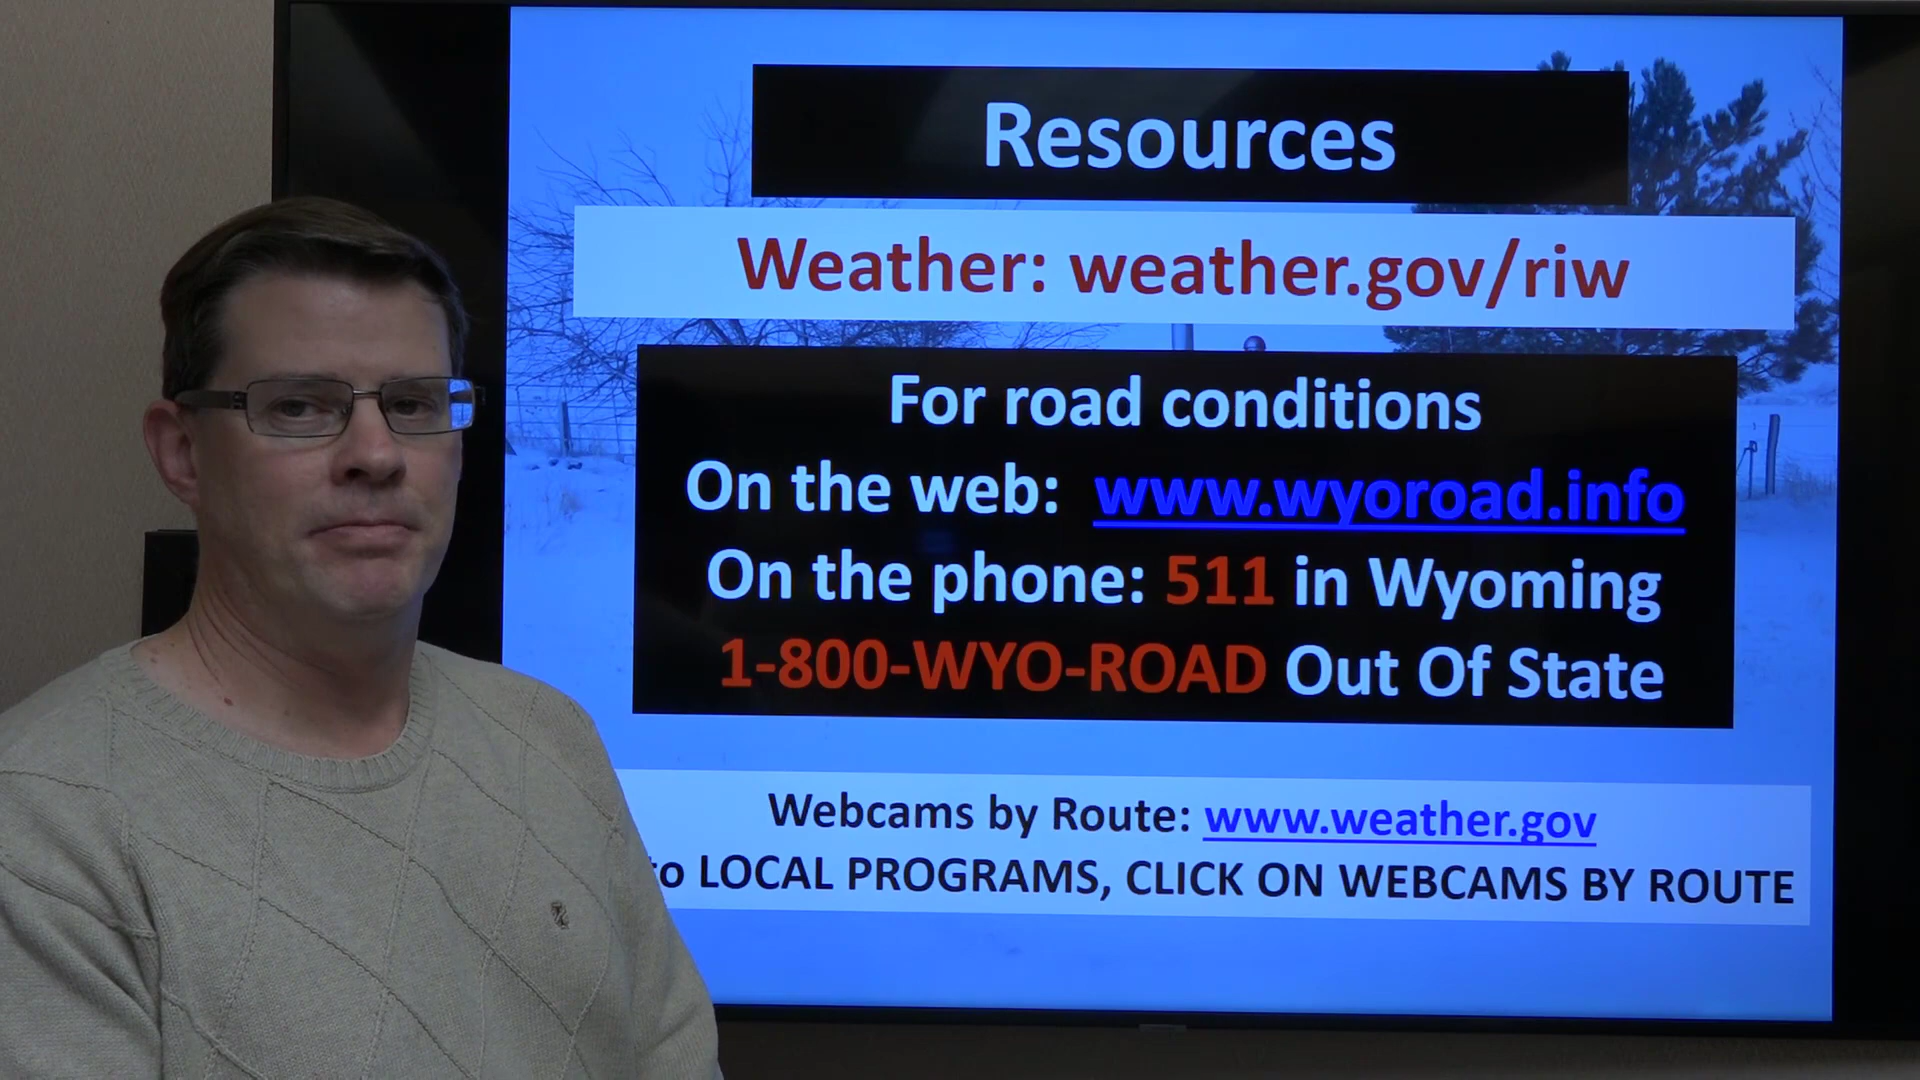 Resources
Weather: weather.gov/riw
For road conditions
On the web: www.wyoroad.info
On the phone: 511 in Wyoming
1-800-WYO-ROAD Out Of State
Webcams by Route: www.weather.gov
to LOCAL PROGRAMS, CLICK ON WEBCAMS BY ROUTE